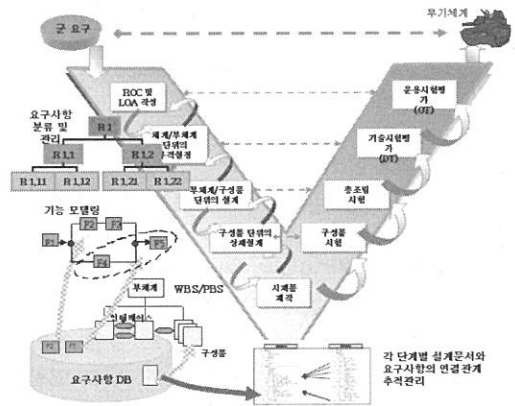 군 요구
무기체계
ROC 및
LOA 작성
운용시험평
가
(OT)
요구사항
분류 및
관리
R 1
체계/부체계
단위의
규격설정
기술시험평
가
(DT)
R 1,1
R 1,2
R 1,11
R 1,12
R 1,21
R 1,22
부체계/구성품
단위의 설계
총조립
시험
기능 모델링
구성품 단위의
상세설계
구성품
시험
F1
F2
F3
F4
F5
시제품
제작
부체계
WBS/PBS
인터페이스
구성품
요구사항 DB
각 단계별 설계문서와
요구사항의 연결관계
추적관리